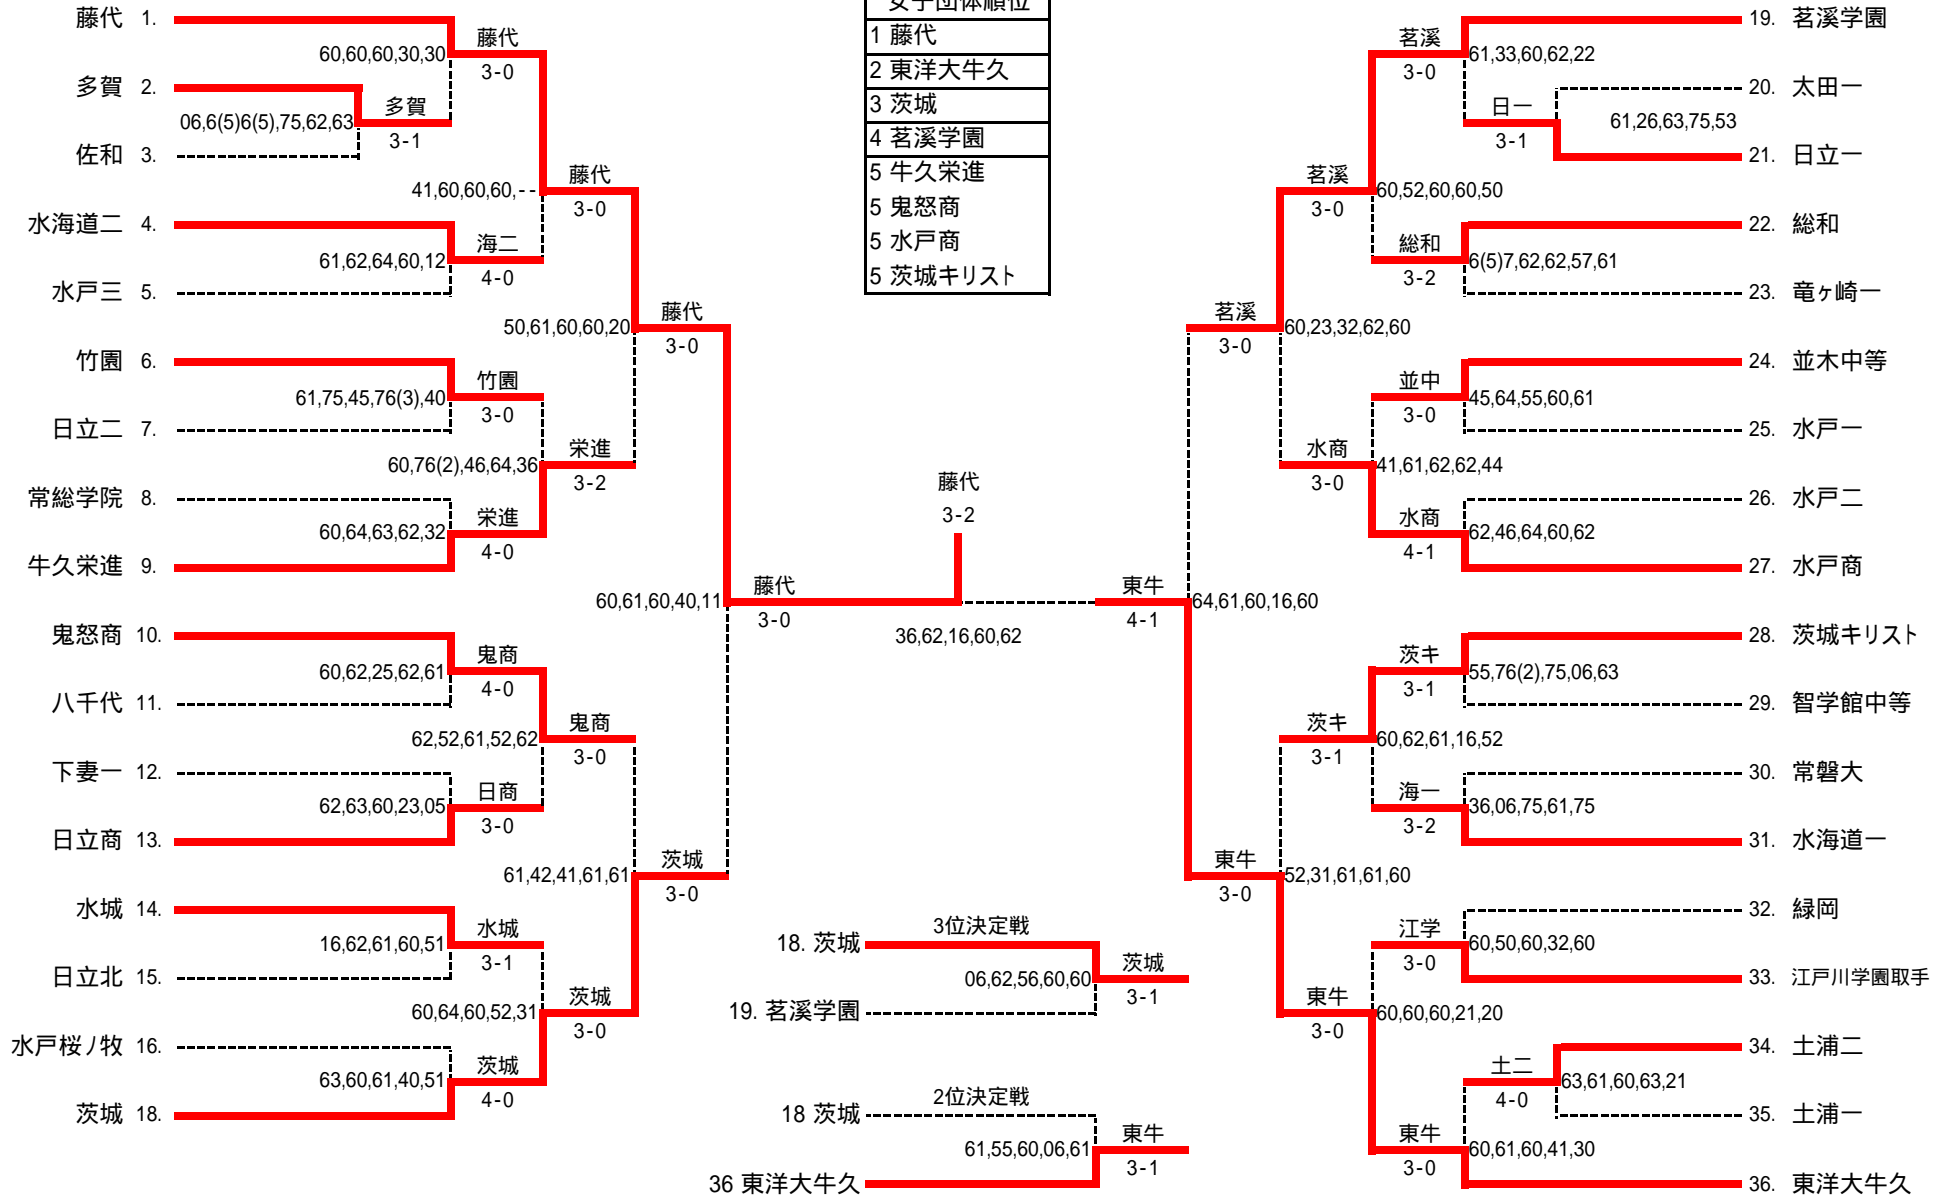 女子団体順位
1 藤代
2 東洋大牛久
3 茨城
4 茗溪学園
5 牛久栄進
5 鬼怒商
5 水戸商
5 茨城キリスト
藤代 1.
多賀 2.
佐和 3.
水海道二 4.
水戸三 5.
竹園 6.
日立二 7.
常総学院 8.
牛久栄進 9.
鬼怒商 10.
八千代 11.
下妻一 12.
日立商 13.
水城 14.
日立北 15.
水戸桜ノ牧 16.
茨城 18.
藤代
60,60,60,30,30
3-0
多賀
06,6(5)6(5),75,62,63
3-1
海二
61,62,64,60,12
4-0
竹園
61,75,45,76(3),40
3-0
栄進
60,64,63,62,32
4-0
鬼商
60,62,25,62,61
4-0
日商
62,63,60,23,05
3-0
水城
16,62,61,60,51
3-1
茨城
63,60,61,40,51
4-0
藤代
41,60,60,60,--
3-0
栄進
60,76(2),46,64,36
3-2
鬼商
62,52,61,52,62
3-0
茨城
60,64,60,52,31
3-0
藤代
50,61,60,60,20
3-0
茨城
61,42,41,61,61
3-0
藤代
60,61,60,40,11
3-0
藤代
3-2
36,62,16,60,62
東牛
64,61,60,16,60
4-1
茗溪
60,23,32,62,60
3-0
東牛
52,31,61,61,60
3-0
茗溪
60,52,60,60,50
3-0
水商
41,61,62,62,44
3-0
茨キ
60,62,61,16,52
3-1
東牛
60,60,60,21,20
3-0
茗溪
61,33,60,62,22
3-0
日一
61,26,63,75,53
3-1
総和
6(5)7,62,62,57,61
3-2
並中
45,64,55,60,61
3-0
水商
62,46,64,60,62
4-1
茨キ
55,76(2),75,06,63
3-1
海一
36,06,75,61,75
3-2
江学
60,50,60,32,60
3-0
土二
63,61,60,63,21
4-0
東牛
60,61,60,41,30
3-0
19. 茗溪学園
20. 太田一
21. 日立一
22. 総和
23. 竜ヶ崎一
24. 並木中等
25. 水戸一
26. 水戸二
27. 水戸商
28. 茨城キリスト
29. 智学館中等
30. 常磐大
31. 水海道一
32. 緑岡
33. 江戸川学園取手
34. 土浦二
35. 土浦一
36. 東洋大牛久
3位決定戦
18. 茨城
茨城
06,62,56,60,60
3-1
19. 茗溪学園
2位決定戦
18 茨城
東牛
61,55,60,06,61
3-1
36 東洋大牛久